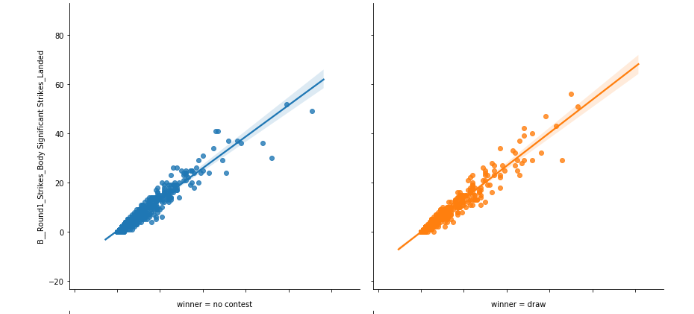 80
60
40
20
0
−20
B__Round1_Strikes_Body Significant Strikes_Landed
winner = no contest
winner = draw